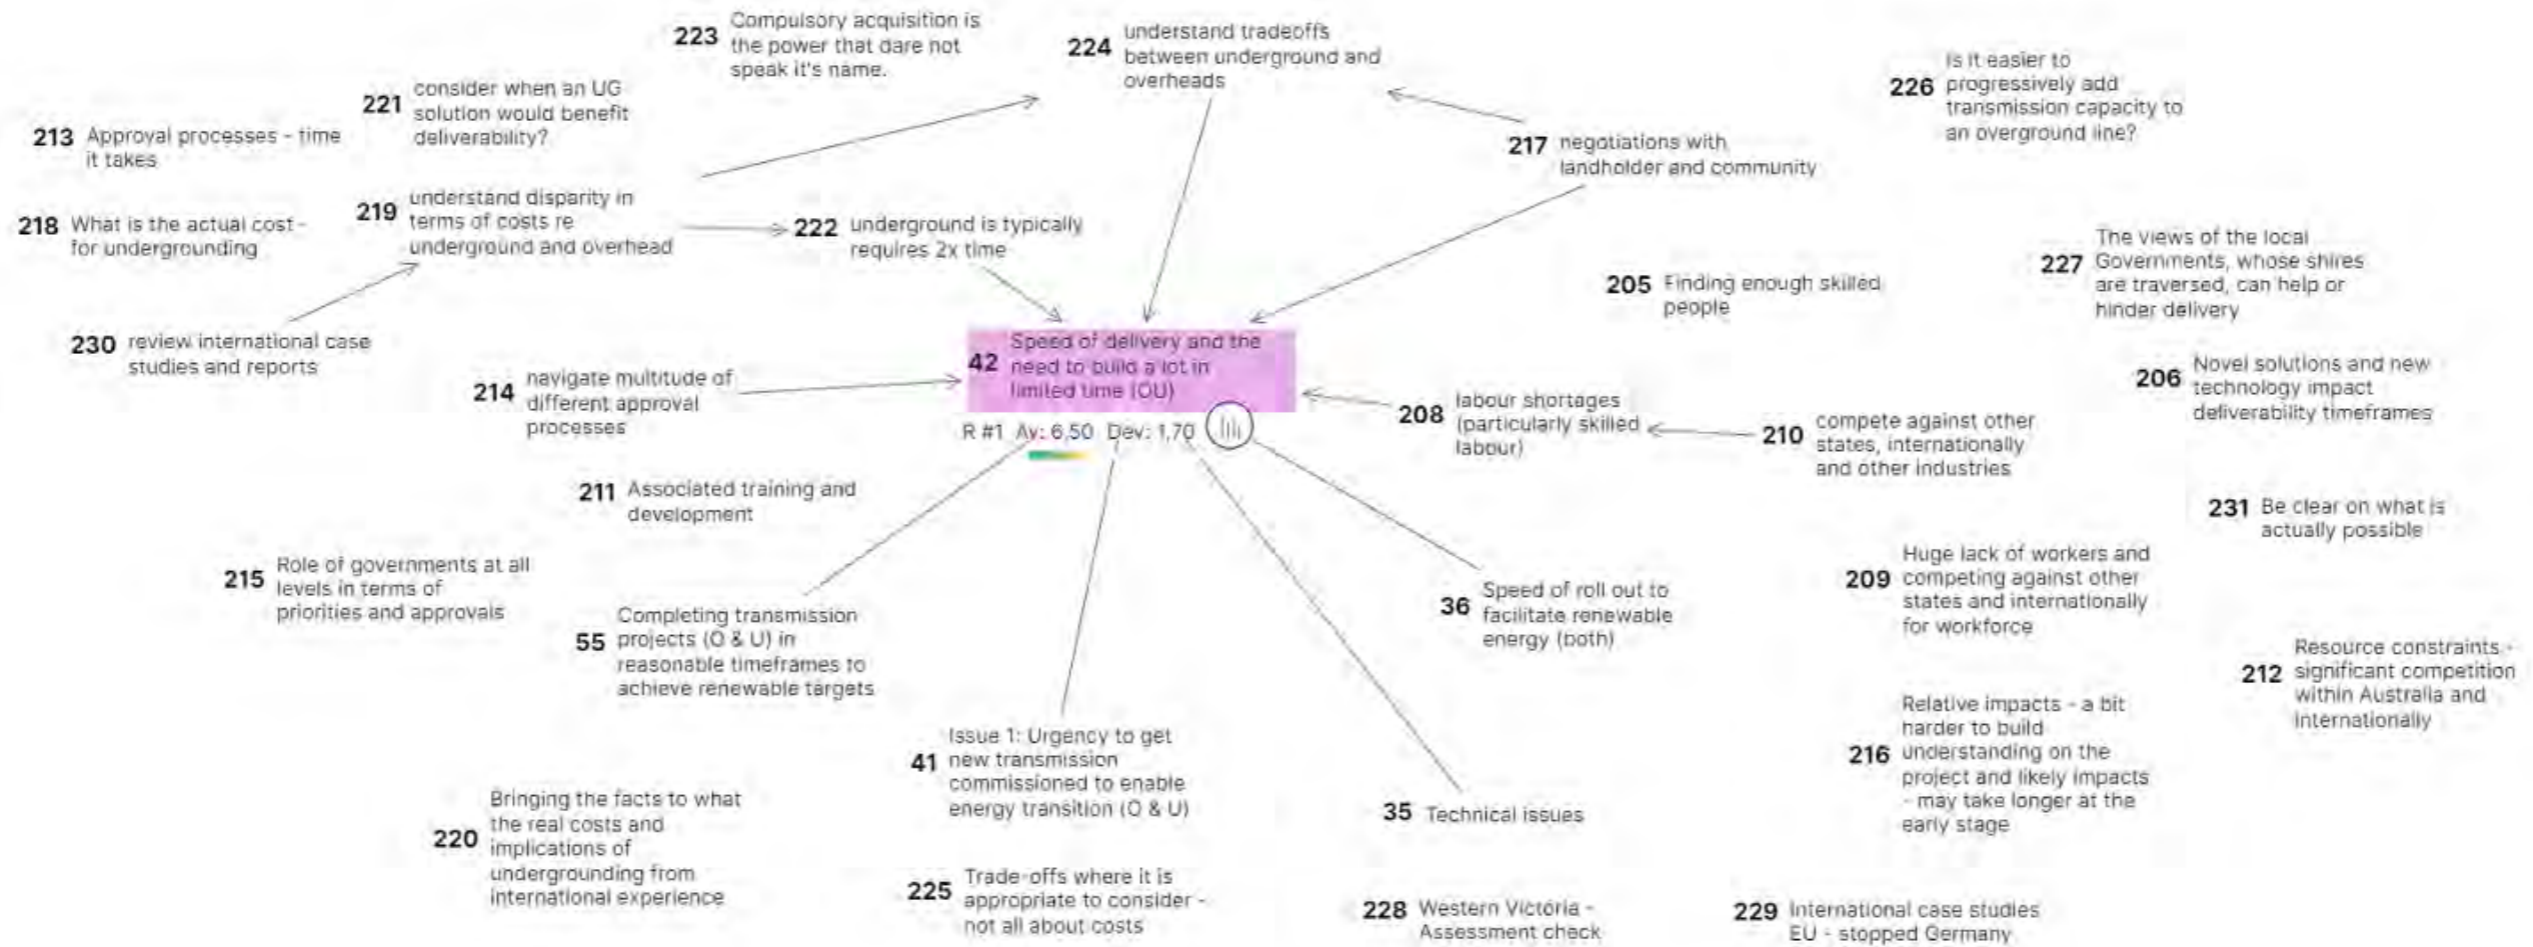 223 Compulsory acquisition is
the power that dare not
speak it's name.
224 understand tradeoffs
between underground and
overheads
226 Is it easier to
progressively add
transmission capacity to
an overground line?
221 consider when an UG
solution would benefit
deliverability?
213 Approval processes - time
it takes
217 negotiations with
landholder and community
219 understand disparity in
terms of costs re
underground and overhead
218 What is the actual cost -
for undergrounding
222 underground is typically
requires 2x time
227 The views of the local
Governments, whose shires
are traversed, can help or
hinder delivery
205 Finding enough skilled
people
230 review international case
studies and reports
42 Speed of delivery and the
need to build a lot in
limited time (OU)
R #1 Av: 6,50 Dev: 1,70
214 navigate multitude of
different approval
processes
206 Novel solutions and new
technology impact
deliverability timeframes
208 labour shortages
(particularly skilled
labour)
210 compete against other
states, internationally
and other industries
211 Associated training and
development
231 Be clear on what is
actually possible
215 Role of governments at all
levels in terms of
priorities and approvals
209 Huge lack of workers and
competing against other
states and internationally
for workforce
55 Completing transmission
projects (O & U) in
reasonable timeframes to
achieve renewable targets
36 Speed of roll out to
facilitate renewable
energy (both)
212 Resource constraints -
significant competition
within Australia and
Internationally
216 Relative impacts - a bit
harder to build
understanding on the
project and likely impacts
- may take longer at the
early stage
41 Issue 1: Urgency to get
new transmission
commissioned to enable
energy transition (O & U)
35 Technical issues
220 Bringing the facts to what
the real costs and
implications of
undergrounding from
international experience
225 Trade-offs where it is
appropriate to consider -
not all about costs
228 Western Victoria -
Assessment check
229 International case studies
EU - stopped Germany